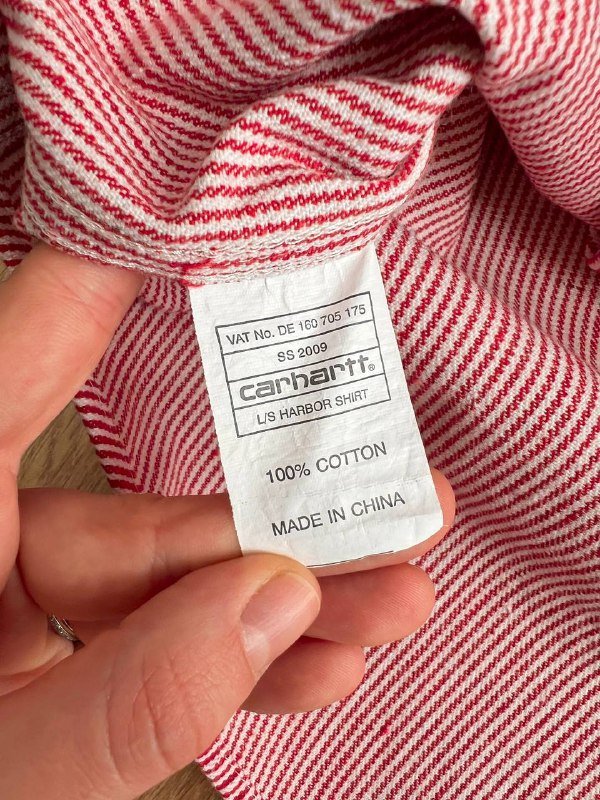 VAT No. DE 160 705 175
SS 2009
carhartt®
L/S HARBOR SHIRT
100% COTTON
MADE IN CHINA